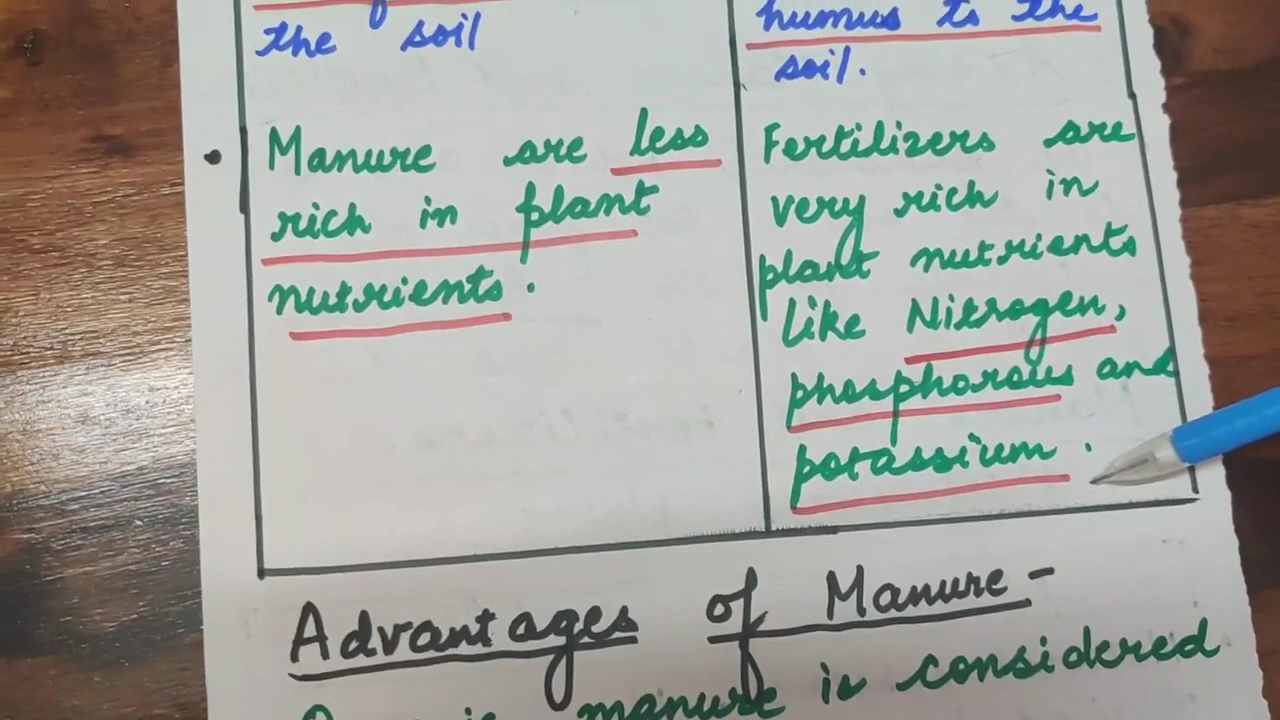 the soil
Manure are less
rich in plant
nutrients.
humus to the
soil.
Fertilizers are
very rich in
plant nutrients
like Nitrogen,
phosphorous and
potassium.
Advantages of Manure-
manure is considered